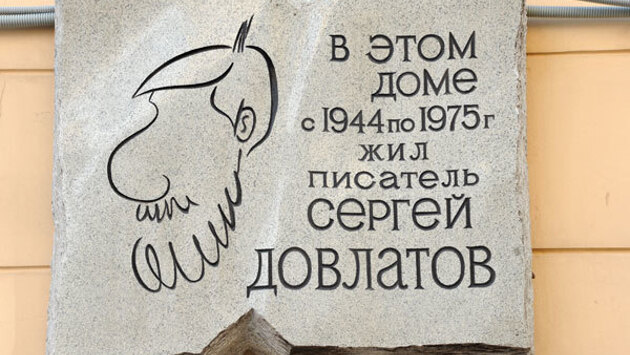 В ЭТОМ
ДОМЕ
с 1944 по 1975 г
ЖИЛ
ПИСАТЕЛЬ
СЕРГЕЙ
ДОВЛАТОВ